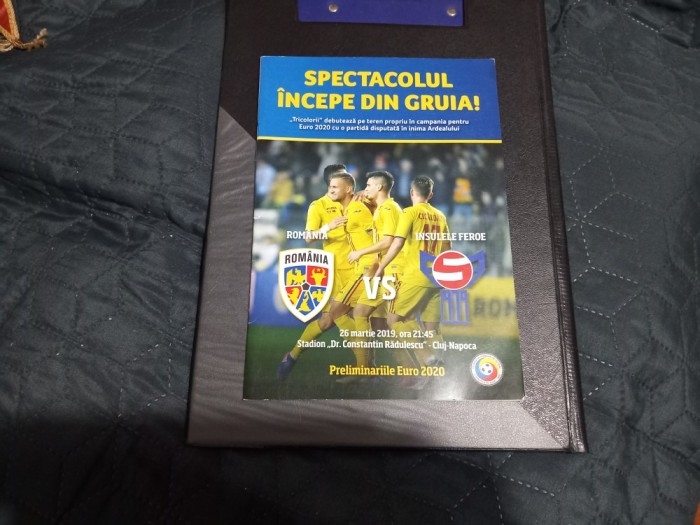 SPECTACOLUL
ÎNCEPE DIN GRUIA!
„Tricolorii” debutează pe teren propriu în campania pentru
Euro 2020 cu o partidă disputată în inima Ardealului
ROMÂNIA
INSULELE FEROE
ROMÂNIA
VS
ROM
26 martie 2019, ora 21:45
Stadion „Dr. Constantin Rădulescu” - Cluj-Napoca
Preliminariile Euro 2020